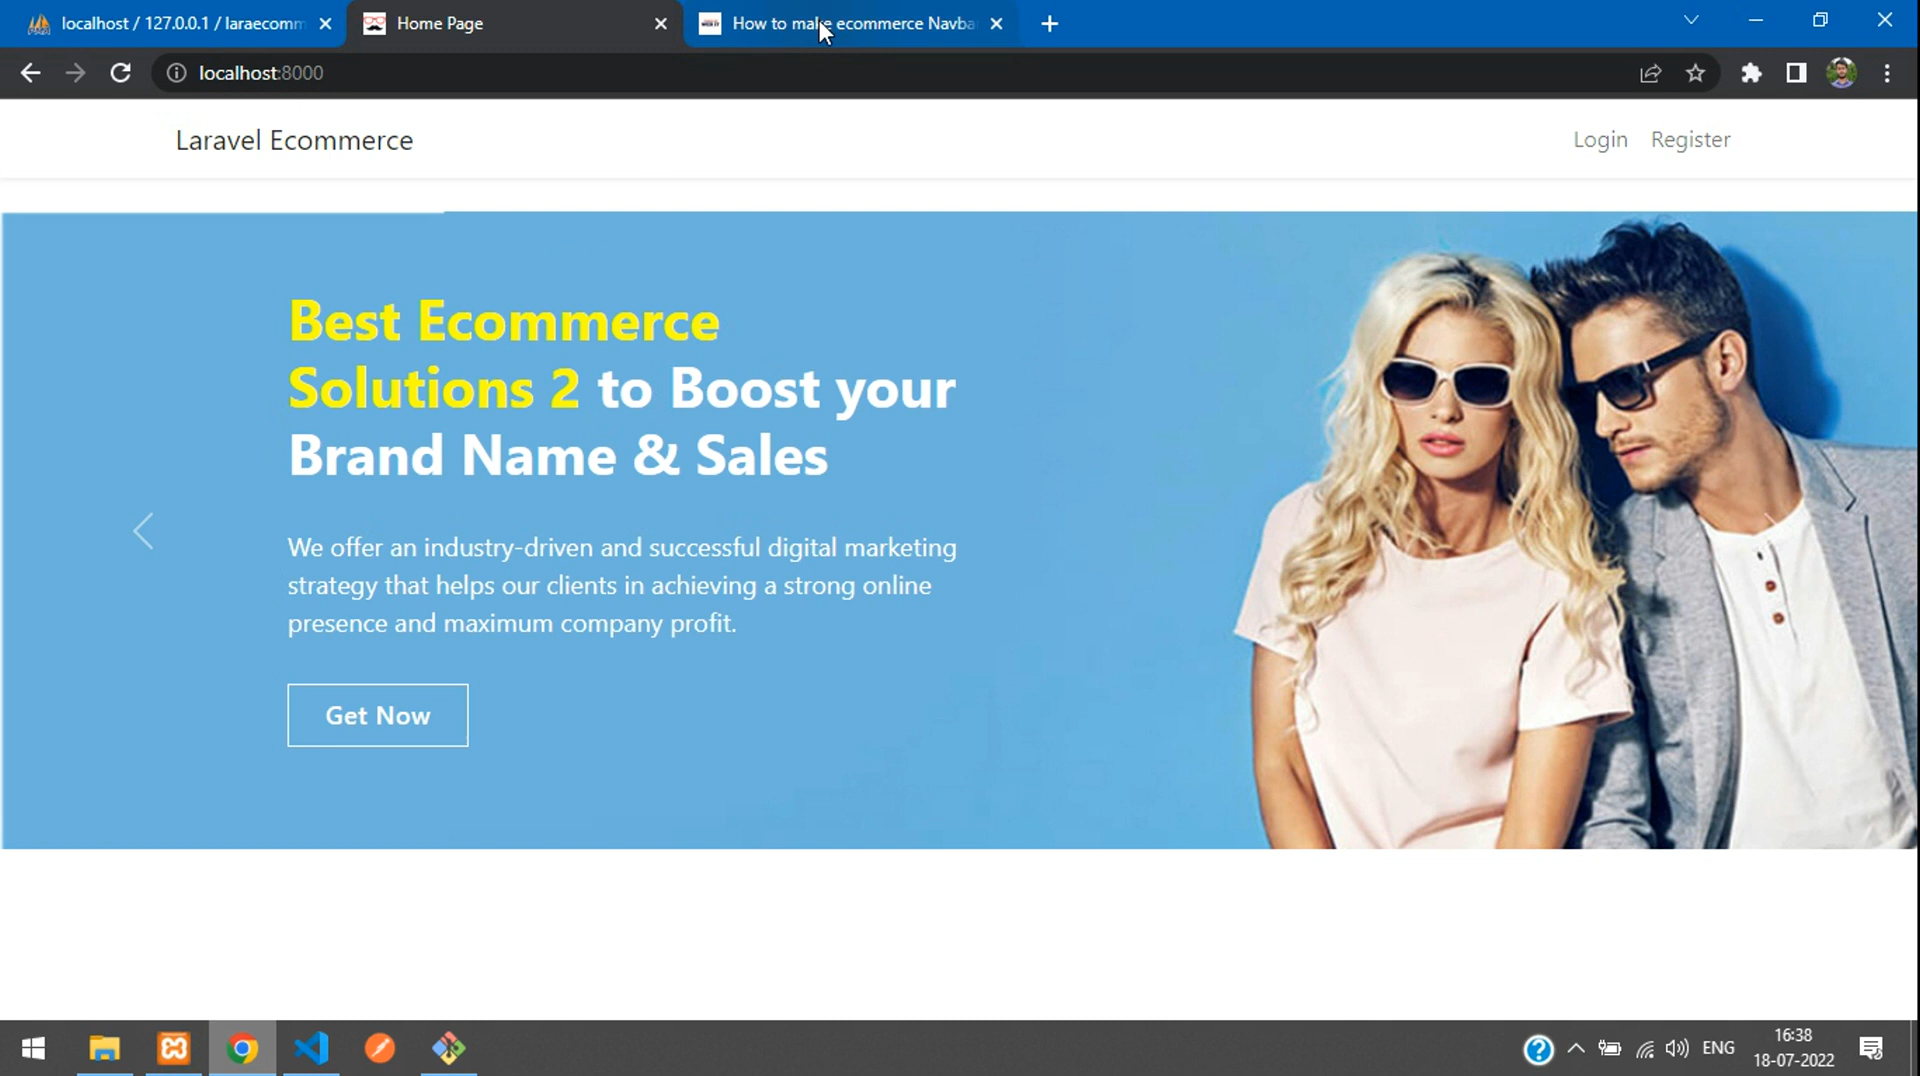 localhost / 127.0.0.1 / laraecomm
Home Page
How to make ecommerce Navba
localhost:8000
Laravel Ecommerce
Login
Register
Best Ecommerce
Solutions 2 to Boost your
Brand Name & Sales
We offer an industry-driven and successful digital marketing
strategy that helps our clients in achieving a strong online
presence and maximum company profit.
Get Now
ENG
16:38
18-07-2022